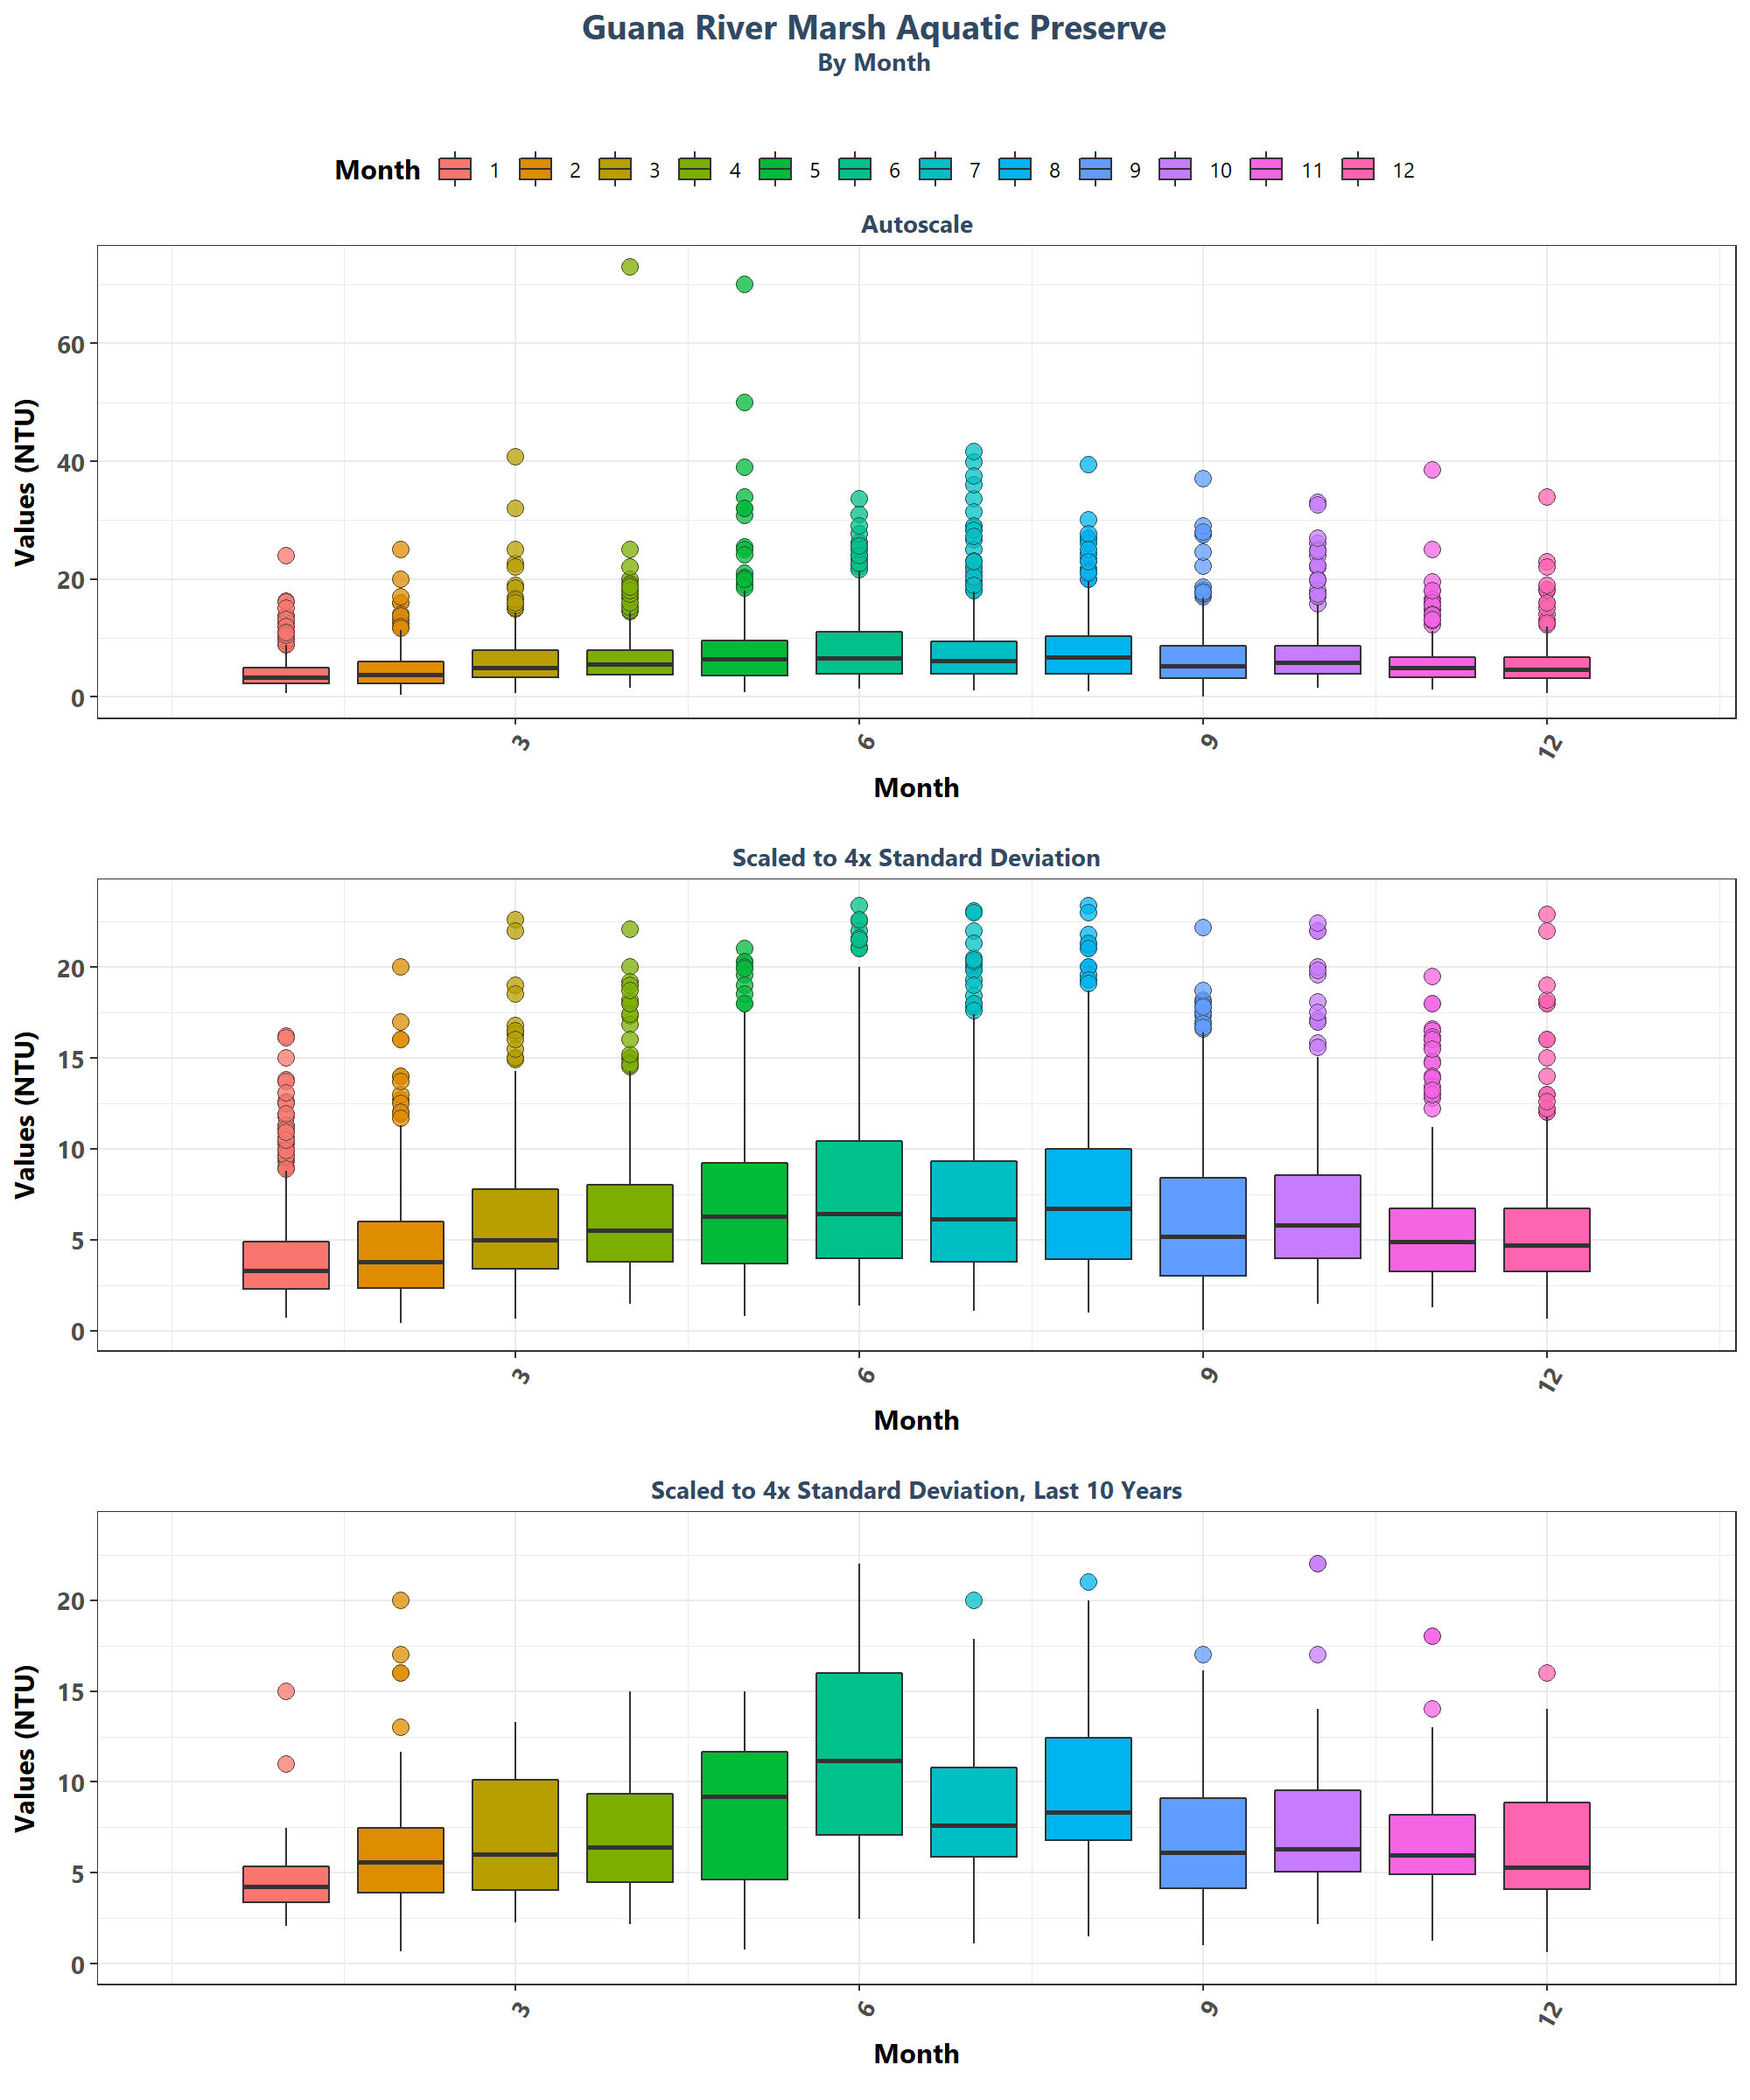 Guana River Marsh Aquatic Preserve
By Month
Month 1 2 3 4 5 6 7 8 9 10 11 12
Autoscale
Values (NTU)
60
40
20
0
3 6 9 12
Month
Scaled to 4x Standard Deviation
Values (NTU)
20
15
10
5
0
3 6 9 12
Month
Scaled to 4x Standard Deviation, Last 10 Years
Values (NTU)
20
15
10
5
0
3 6 9 12
Month